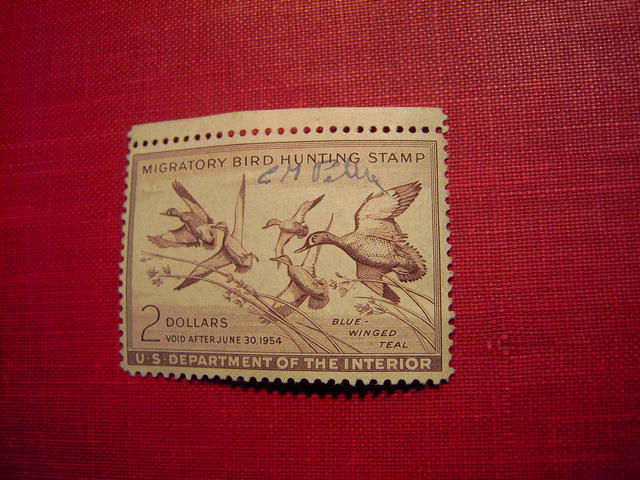 MIGRATORY BIRD HUNTING STAMP
C M
2 DOLLARS
VOID AFTER JUNE 30, 1954
BLUE-
WINGED
TEAL
U·S·DEPARTMENT OF THE INTERIOR